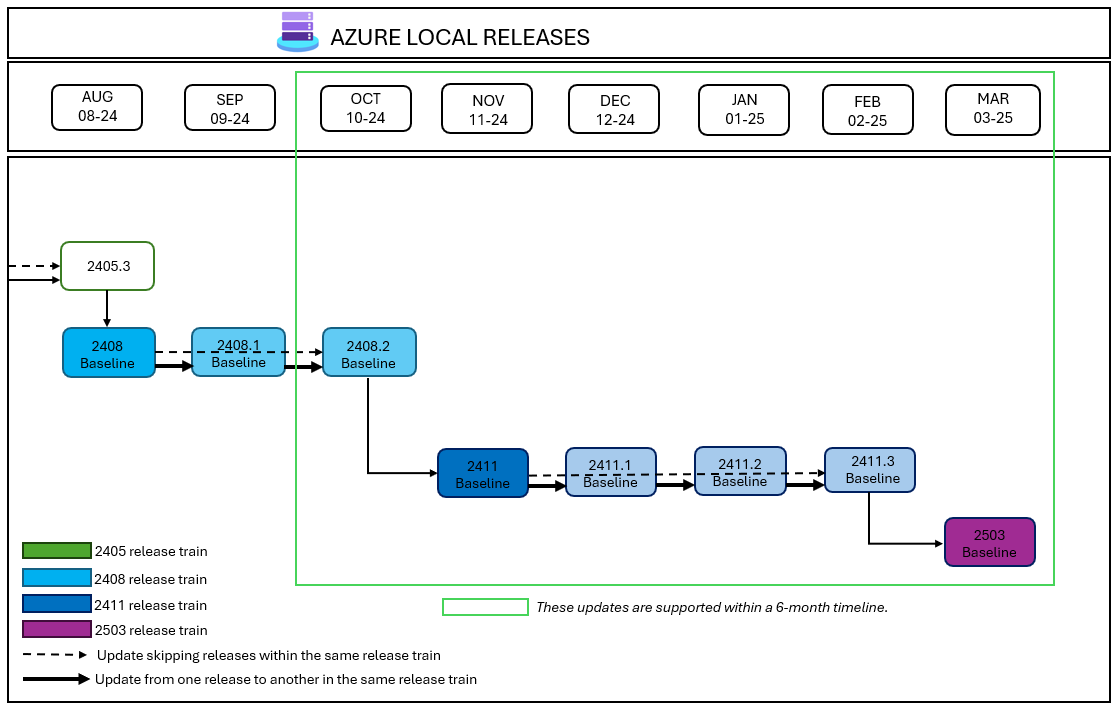 AZURE LOCAL RELEASES
AUG
08-24
SEP
09-24
OCT
10-24
NOV
11-24
DEC
12-24
JAN
01-25
FEB
02-25
MAR
03-25
2405.3
2408
Baseline
2408.1
Baseline
2408.2
Baseline
2411
Baseline
2411.1
Baseline
2411.2
Baseline
2411.3
Baseline
2503
Baseline
2405 release train
2408 release train
2411 release train
2503 release train
Update skipping releases within the same release train
Update from one release to another in the same release train
These updates are supported within a 6-month timeline.